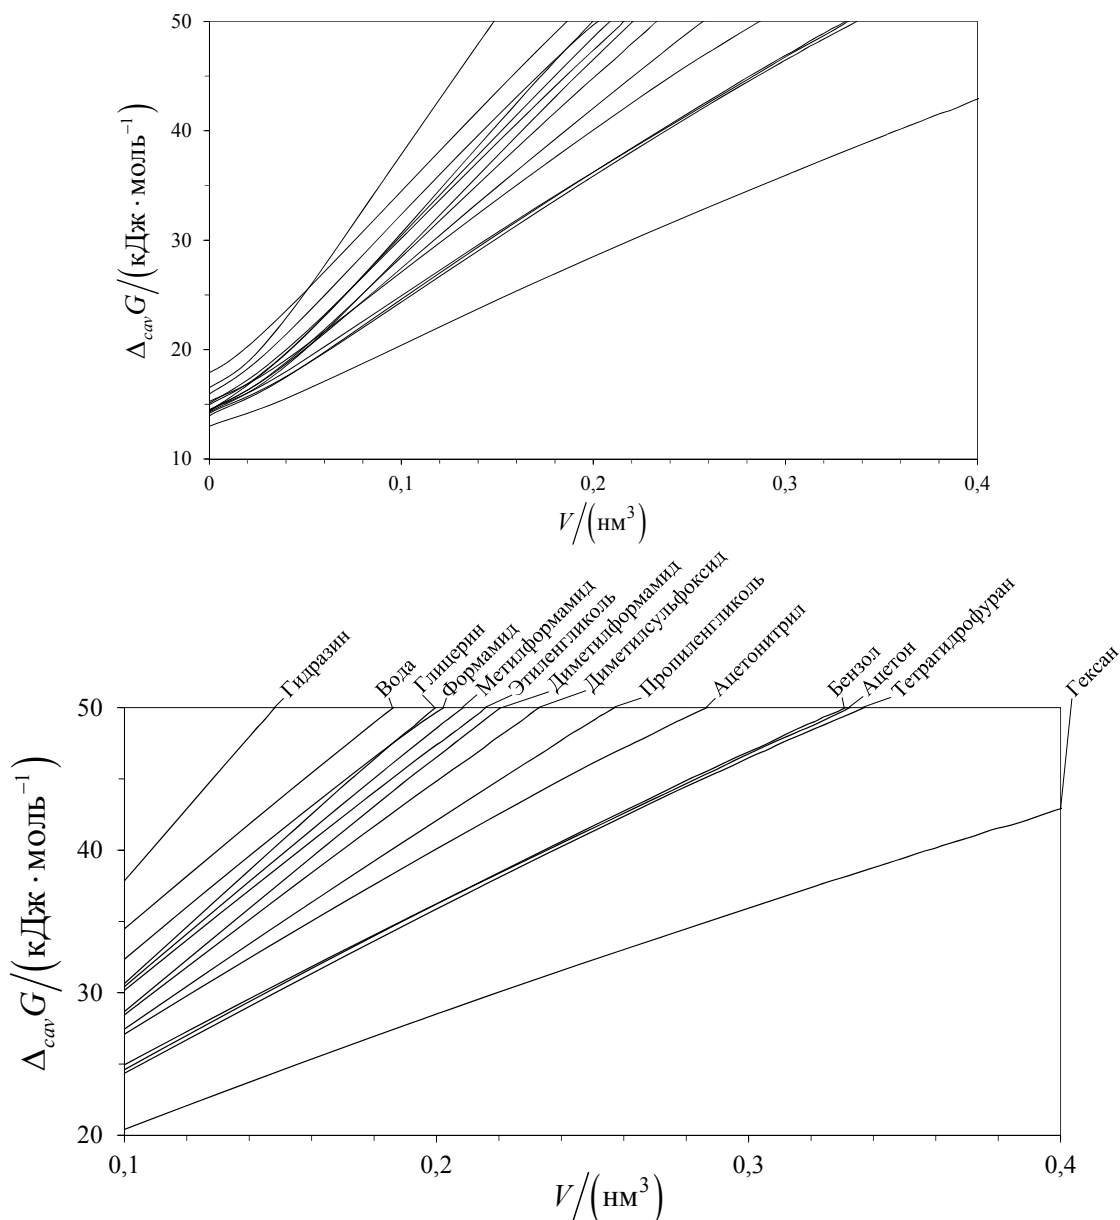 50
40
30
20
10
Δcav G/(кДж · моль⁻¹)
0
0,1
0,2
0,3
0,4
V/(нм³)
Гидразин
Вода
Глицерин
Формамид
Метилформамид
Этиленгликоль
Диметилформамид
Диметилсульфоксид
Пропиленгликоль
Ацетонитрил
Бензол
Ацетон
Тетрагидрофуран
Гексан
50
40
30
20
Δcav G/(кДж · моль⁻¹)
0,1
0,2
0,3
0,4
V/(нм³)